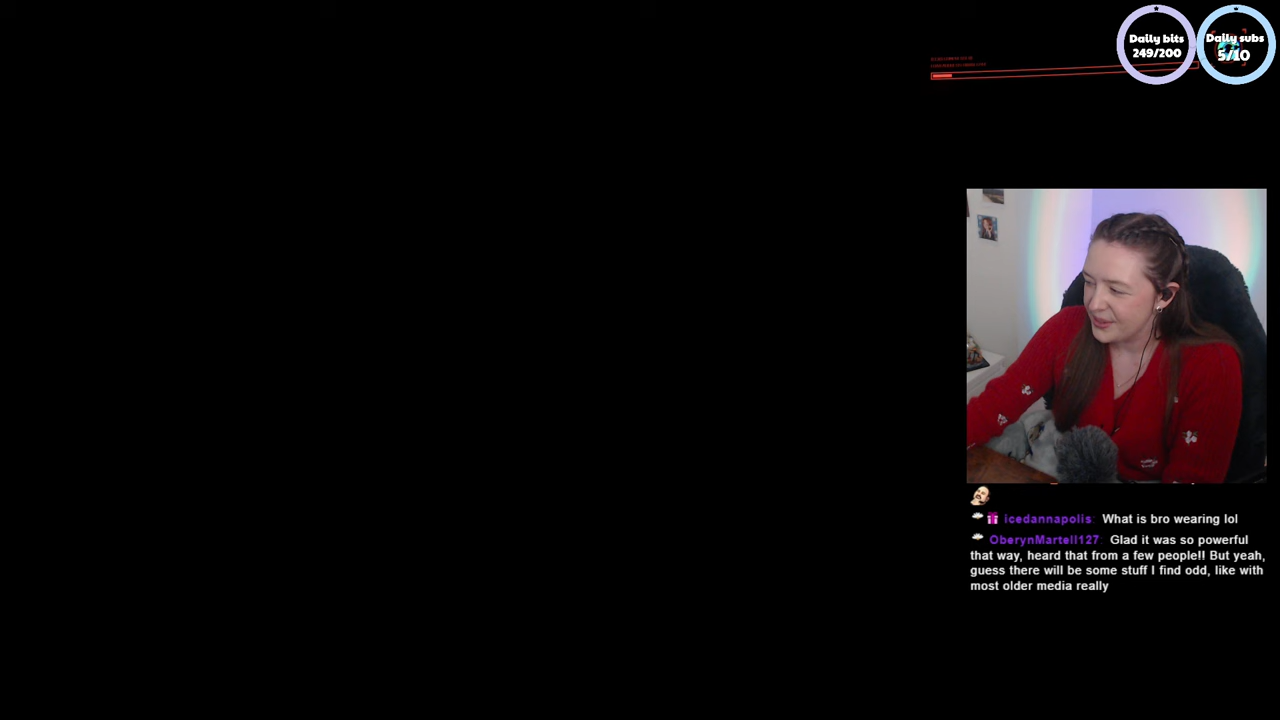 Daily bits
249/200
Daily subs
5/10
icedannapolis: What is bro wearing lol
OberynMartell127: Glad it was so powerful
that way, heard that from a few people!! But yeah,
guess there will be some stuff I find odd, like with
most older media really